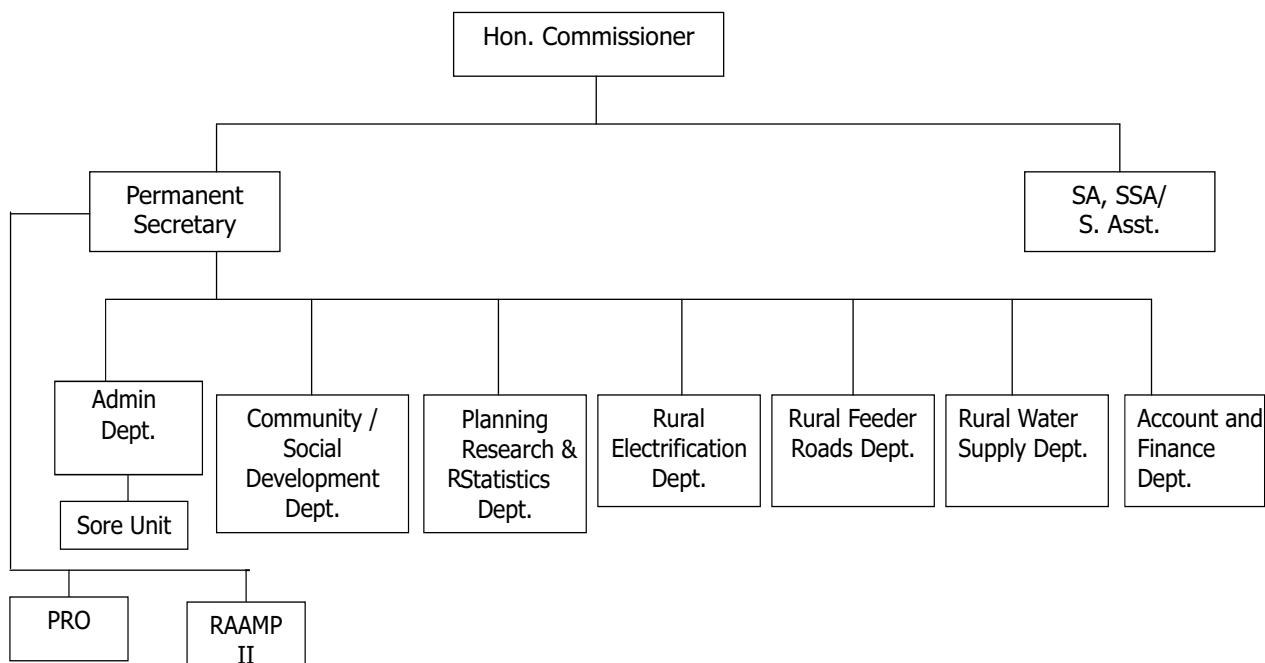 Hon. Commissioner
Permanent
Secretary
SA, SSA/
S. Asst.
Admin
Dept.
Community /
Social
Development
Dept.
Planning
Research &
RStatistics
Dept.
Rural
Electrification
Dept.
Rural Feeder
Roads Dept.
Rural Water
Supply Dept.
Account and
Finance
Dept.
Sore Unit
PRO
RAAMP
II